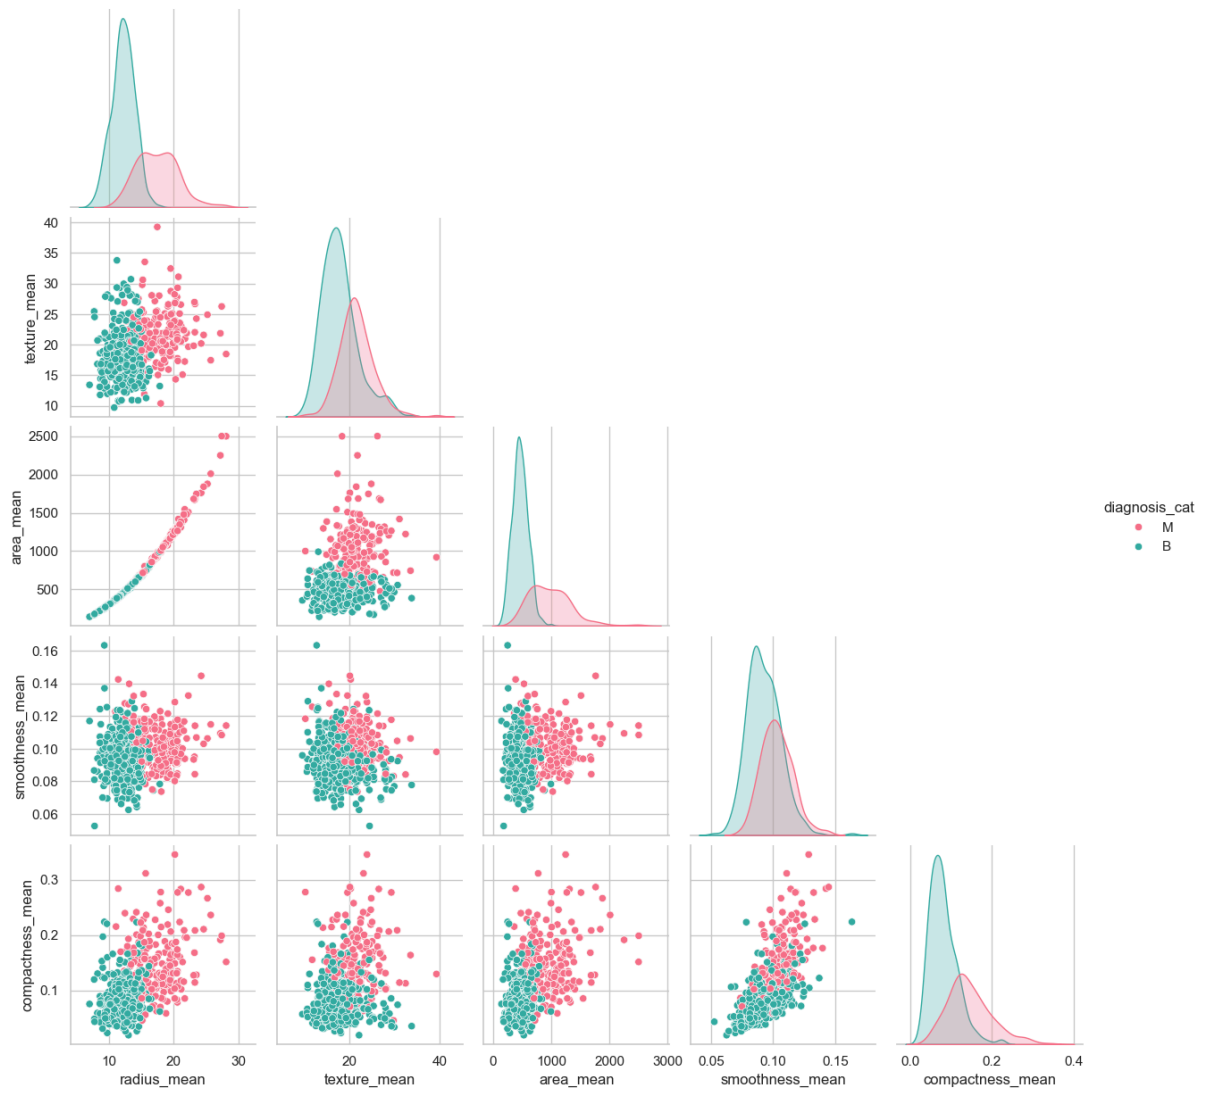 40
35
30
25
20
15
10
texture_mean
2500
2000
1500
1000
500
area_mean
diagnosis_cat
M
B
0.16
0.14
0.12
0.10
0.08
0.06
smoothness_mean
0.3
0.2
0.1
compactness_mean
10 20 30
radius_mean
20 40
texture_mean
0 1000 2000 3000
area_mean
0.05 0.10 0.15
smoothness_mean
0.0 0.2 0.4
compactness_mean